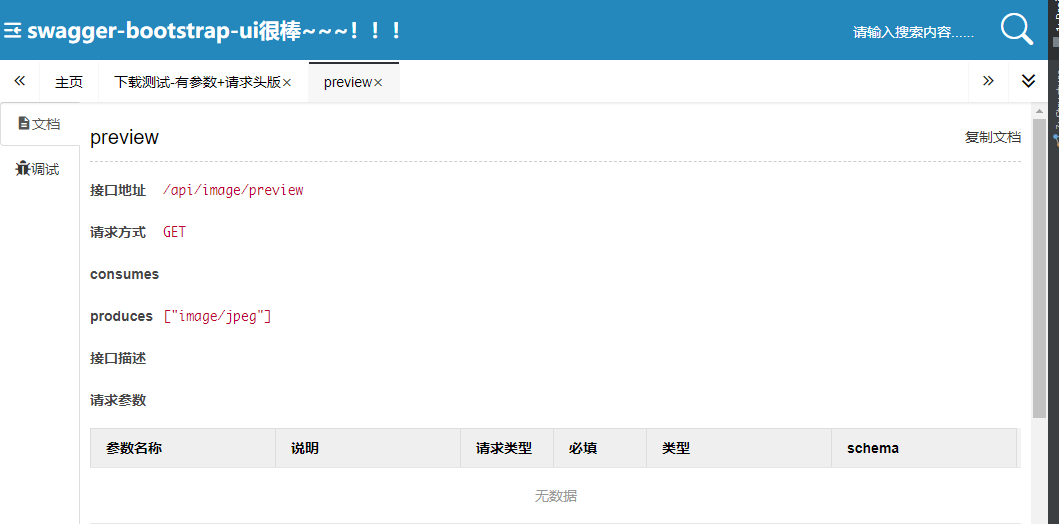 swagger-bootstrap-ui很棒~~~！！！
请输入搜索内容......
主页 下载测试-有参数+请求头版× preview×
文档
调试
preview
复制文档
接口地址 /api/image/preview
请求方式 GET
consumes
produces ["image/jpeg"]
接口描述
请求参数
参数名称 说明 请求类型 必填 类型 schema
无数据